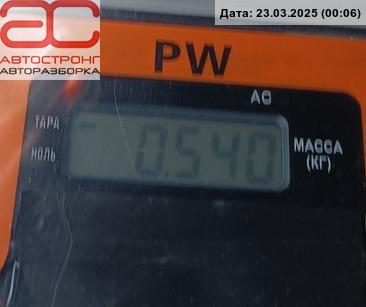 Дата: 23.03.2025 (00:06)
АС
АВТОСТРОНГ
АВТОРАЗБОРКА
PW
AC
ТАРА
НОЛЬ
0.540
МАССА
(КГ)